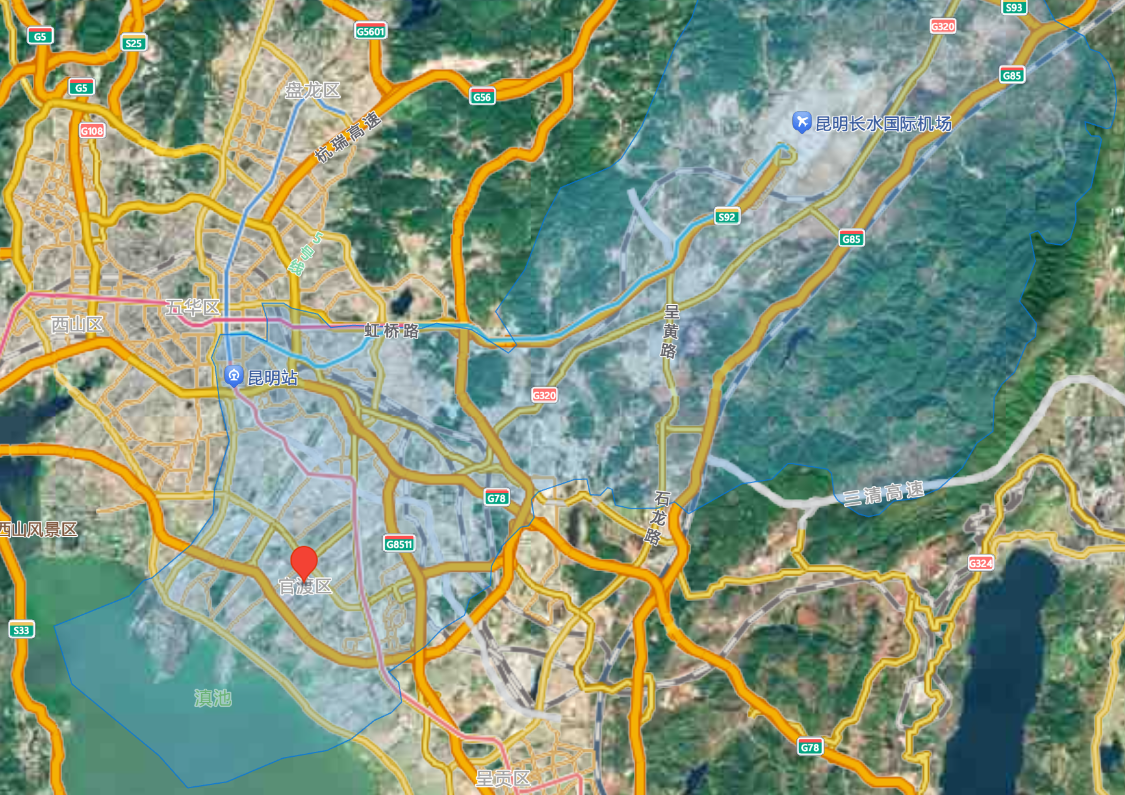 S93
G320
G5601
G5
S25
G85
G5
盘龙区
G56
G108
昆明长水国际机场
杭瑞高速
S92
G85
五华区
呈黄路
西山区
虹桥路
昆明站
G320
三清高速
G78
石龙路
西山风景区
G8511
G324
官渡区
S33
滇池
G78
呈贡区